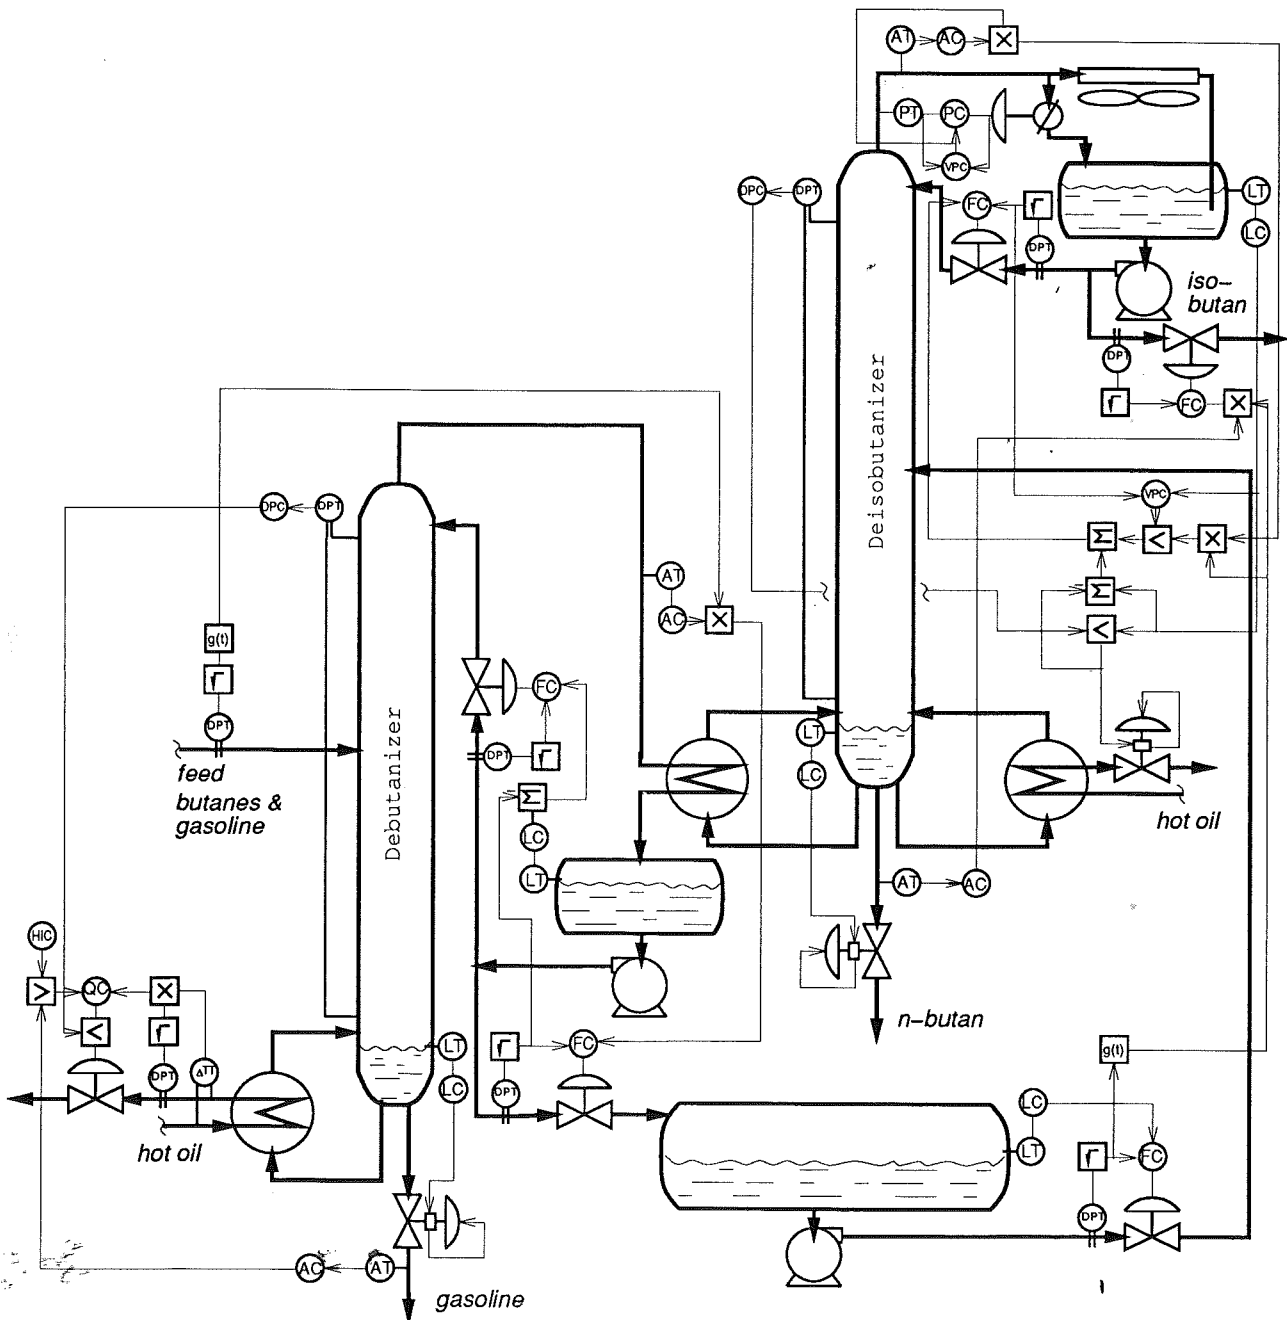 AT
AC
X
PT
PC
VPC
DPC
DPT
LT
LC
FC
√
DPT
iso-
butan
DPT
√
FC
X
Deisobutanizer
VPC
Σ
<
X
Σ
<
DPC
DPT
AT
AC
X
g(t)
√
DPT
feed
butanes &
gasoline
Debutanizer
FC
DPT
√
Σ
LC
LT
LT
LC
hot oil
AT
AC
n-butan
HIC
>
QC
X
<
√
DPT
ΔTT
hot oil
LT
LC
√
FC
DPT
g(t)
LC
LT
√
FC
DPT
AC
AT
gasoline